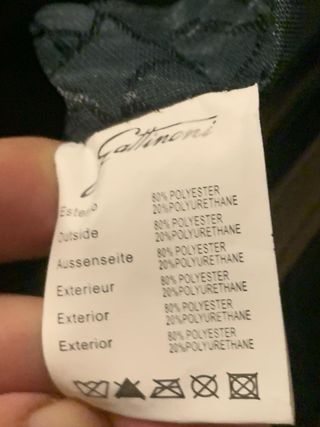 Gattinoni
Esterno 80% POLYESTER
20%POLYURETHANE
Outside 80% POLYESTER
20%POLYURETHANE
Aussenseite 80% POLYESTER
20%POLYURETHANE
Exterieur 80% POLYESTER
20%POLYURETHANE
Exterior 80% POLYESTER
20%POLYURETHANE
Exterior 80% POLYESTER
20%POLYURETHANE